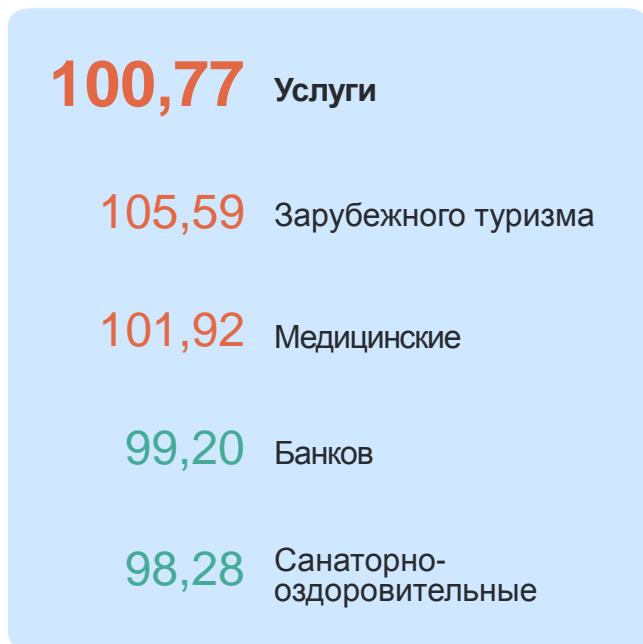 100,77 Услуги
105,59 Зарубежного туризма
101,92 Медицинские
99,20 Банков
98,28 Санаторно-
оздоровительные